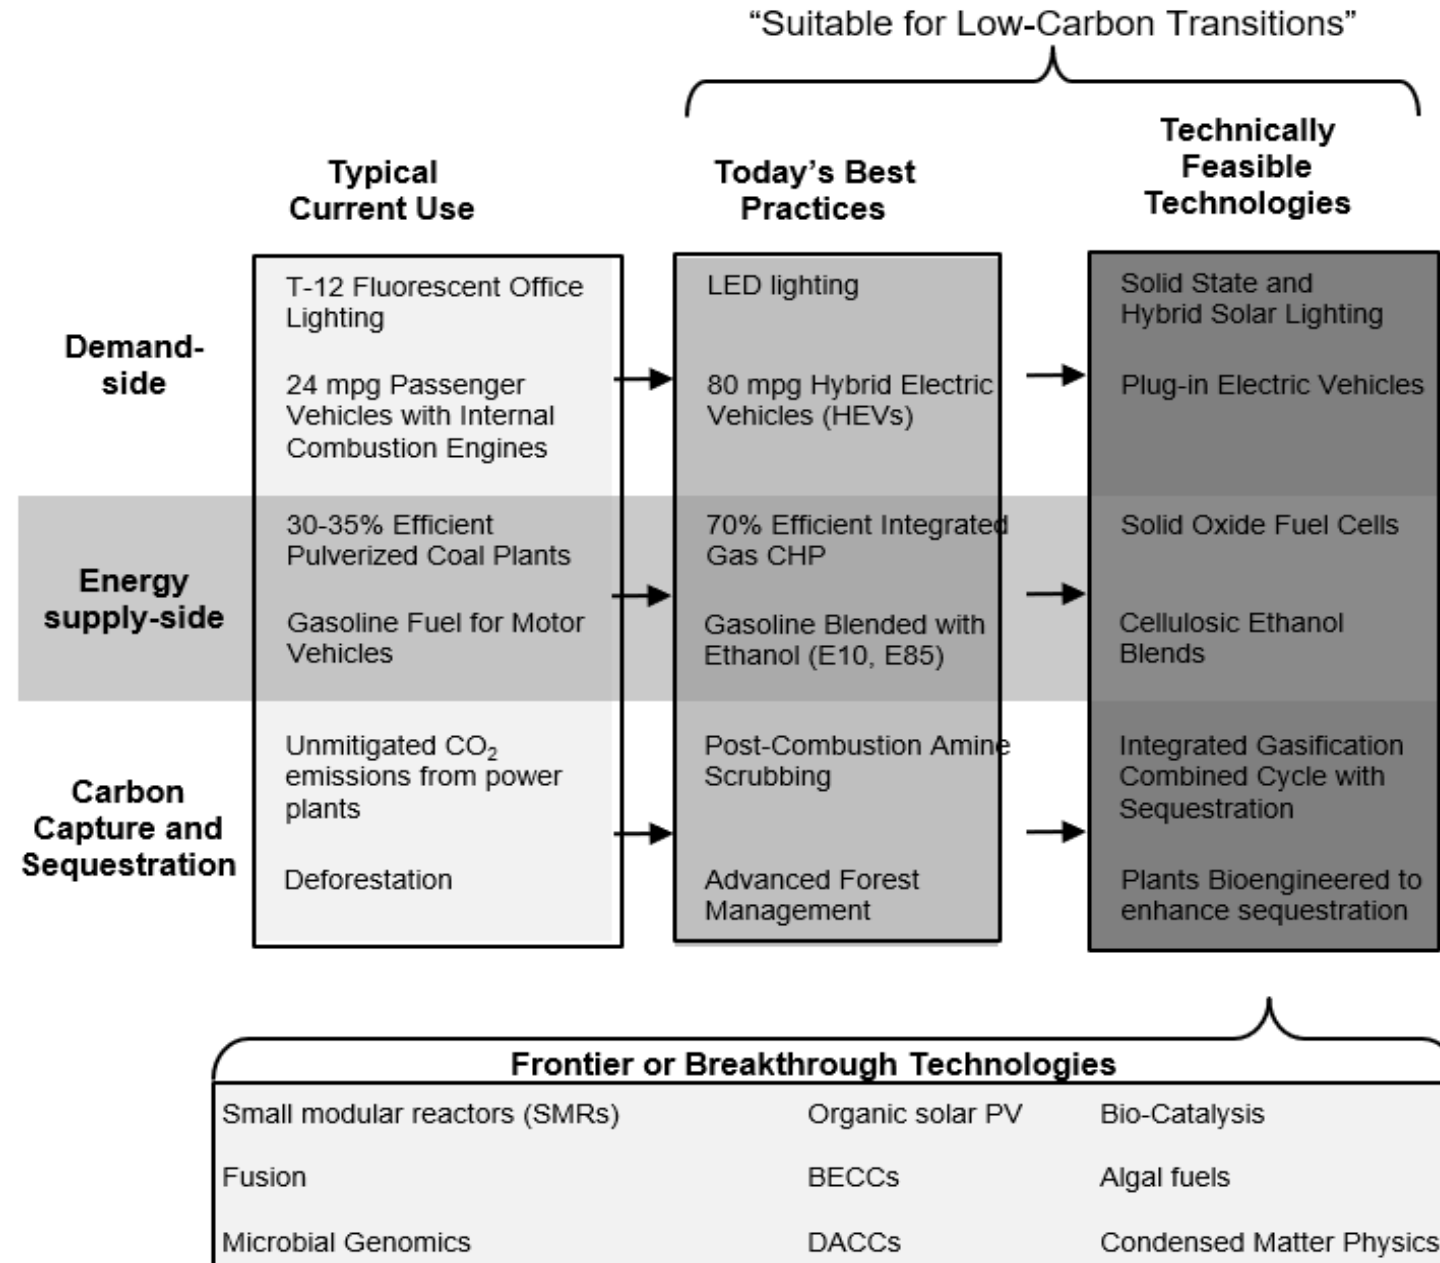 “Suitable for Low-Carbon Transitions”
Typical
Current Use
Today’s Best
Practices
Technically
Feasible
Technologies
Demand-
side
T-12 Fluorescent Office
Lighting
24 mpg Passenger
Vehicles with Internal
Combustion Engines
LED lighting
80 mpg Hybrid Electric
Vehicles (HEVs)
Solid State and
Hybrid Solar Lighting
Plug-in Electric Vehicles
Energy
supply-side
30-35% Efficient
Pulverized Coal Plants
Gasoline Fuel for Motor
Vehicles
70% Efficient Integrated
Gas CHP
Gasoline Blended with
Ethanol (E10, E85)
Solid Oxide Fuel Cells
Cellulosic Ethanol
Blends
Carbon
Capture and
Sequestration
Unmitigated CO₂
emissions from power
plants
Deforestation
Post-Combustion Amine
Scrubbing
Advanced Forest
Management
Integrated Gasification
Combined Cycle with
Sequestration
Plants Bioengineered to
enhance sequestration
Frontier or Breakthrough Technologies
Small modular reactors (SMRs)
Organic solar PV
Bio-Catalysis
Fusion
BECCs
Algal fuels
Microbial Genomics
DACCs
Condensed Matter Physics